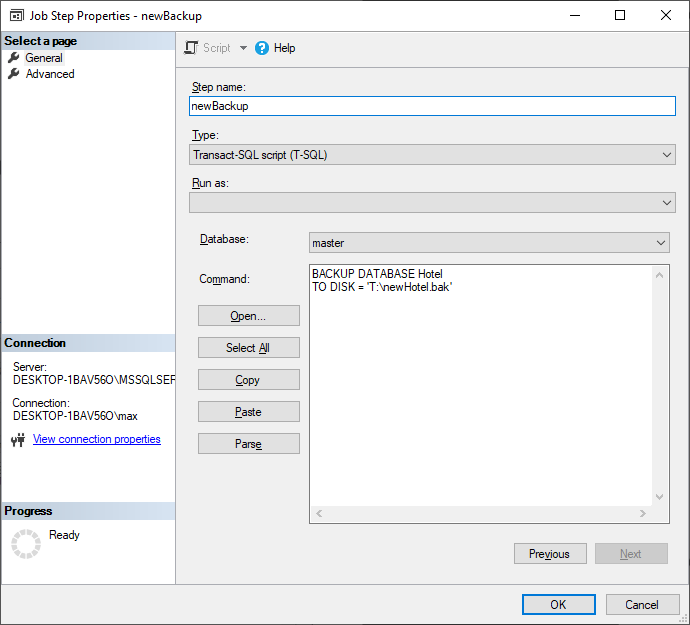 Job Step Properties - newBackup
Select a page
General
Advanced
Script
Help
Step name:
newBackup
Type:
Transact-SQL script (T-SQL)
Run as:
Database:
master
Command:
BACKUP DATABASE Hotel
TO DISK = 'T:\newHotel.bak'
Open...
Select All
Copy
Paste
Parse
Connection
Server:
DESKTOP-1BAV56O\MSSQLSEF
Connection:
DESKTOP-1BAV56O\max
View connection properties
Progress
Ready
Previous
Next
OK
Cancel